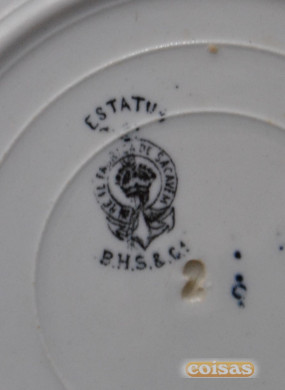 ESTATUA
REAL FABRICA DE SACAVEM
B.H.S. & Cª
2
coisas